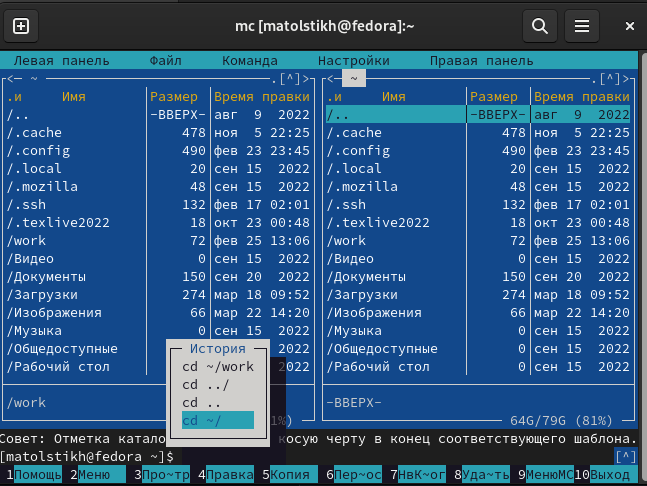 mc [matolstikh@fedora]:~
Левая панель Файл Команда Настройки Правая панель
<─ ~ .[^]> <─ ~ .[^]>
.и Имя Размер Время правки .и Имя Размер Время правки
/.. -ВВЕРХ- авг 9 2022 /.. -ВВЕРХ- авг 9 2022
/.cache 478 ноя 5 22:25 /.cache 478 ноя 5 22:25
/.config 490 фев 23 23:45 /.config 490 фев 23 23:45
/.local 20 сен 15 2022 /.local 20 сен 15 2022
/.mozilla 48 сен 15 2022 /.mozilla 48 сен 15 2022
/.ssh 132 фев 17 02:01 /.ssh 132 фев 17 02:01
/.texlive2022 18 окт 23 00:48 /.texlive2022 18 окт 23 00:48
/work 72 фев 25 13:06 /work 72 фев 25 13:06
/Видео 0 сен 15 2022 /Видео 0 сен 15 2022
/Документы 150 сен 20 2022 /Документы 150 сен 20 2022
/Загрузки 274 мар 18 09:52 /Загрузки 274 мар 18 09:52
/Изображения 66 мар 22 14:20 /Изображения 66 мар 22 14:20
/Музыка 0 сен 15 2022 /Музыка 0 сен 15 2022
/Общедоступные 2022 /Общедоступные 0 сен 15 2022
/Рабочий стол 2022 /Рабочий стол 0 сен 15 2022
История
cd ~/work
cd ../
cd ..
cd ~/
/work -ВВЕРХ-
%) 64G/79G (81%)
Совет: Отметка катало косую черту в конец соответствующего шаблона.
[matolstikh@fedora ~]$ [^]
1Помощь 2Меню 3Про~тр 4Правка 5Копия 6Пер~ос 7НвК~ог 8Уда~ть 9МенюMC 10Выход